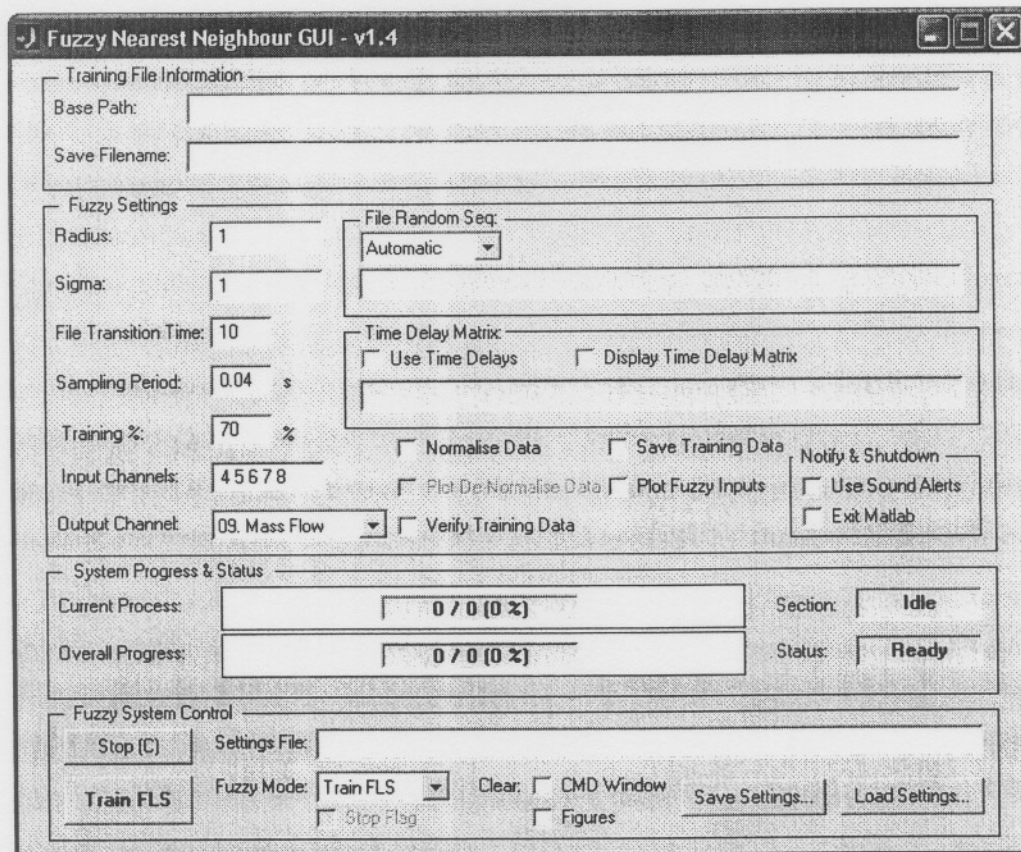 Fuzzy Nearest Neighbour GUI - v1.4
Training File Information
Base Path:
Save Filename:
Fuzzy Settings
Radius: 1
Sigma: 1
File Transition Time: 10
Sampling Period: 0.04 s
Training %: 70 %
Input Channels: 4 5 6 7 8
Output Channel: 09. Mass Flow
File Random Seq:
Automatic
Time Delay Matrix:
Use Time Delays Display Time Delay Matrix
Normalise Data Save Training Data
Plot De-Normalise Data Plot Fuzzy Inputs
Verify Training Data
Notify & Shutdown
Use Sound Alerts
Exit Matlab
System Progress & Status
Current Process: 0 / 0 (0 %) Section: Idle
Overall Progress: 0 / 0 (0 %) Status: Ready
Fuzzy System Control
Stop (C) Settings File:
Train FLS Fuzzy Mode: Train FLS Clear: CMD Window Save Settings... Load Settings...
Stop Flag Figures